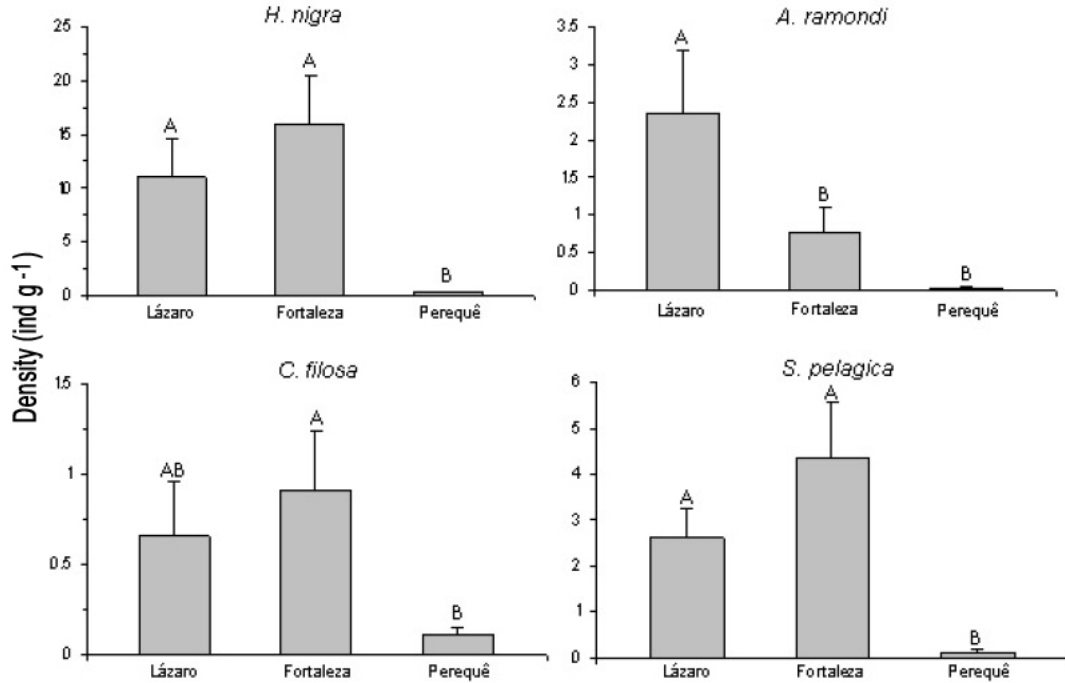 H. nigra
25
20
15
10
5
0
A
A
B
Lázaro Fortaleza Perequê
A. ramondi
3.5
3
2.5
2
1.5
1
0.5
0
A
B
B
Lázaro Fortaleza Perequê
Density (ind g -1)
C. filosa
1.5
1
0.5
0
AB
A
B
Lázaro Fortaleza Perequê
S. pelagica
6
5
4
3
2
1
0
A
A
B
Lázaro Fortaleza Perequê